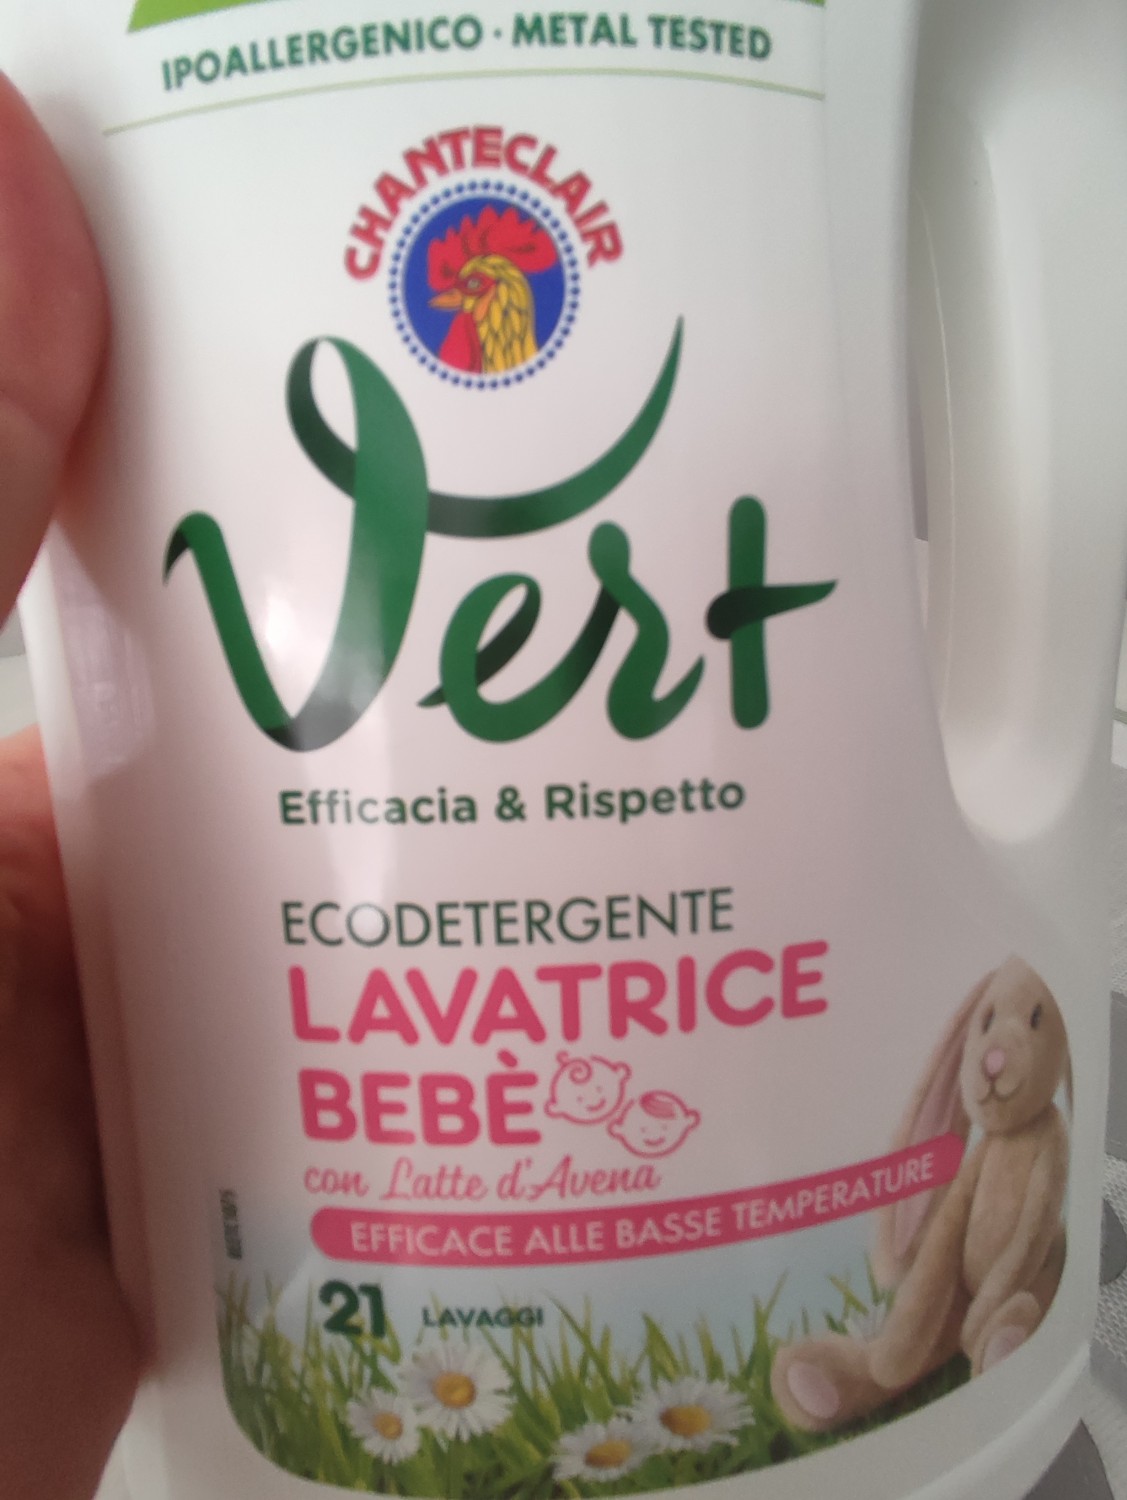 IPOALLERGENICO · METAL TESTED
CHANTECLAIR
Vert
Efficacia & Rispetto
ECODETERGENTE
LAVATRICE
BEBÈ
con Latte d'Avena
EFFICACE ALLE BASSE TEMPERATURE
21 LAVAGGI